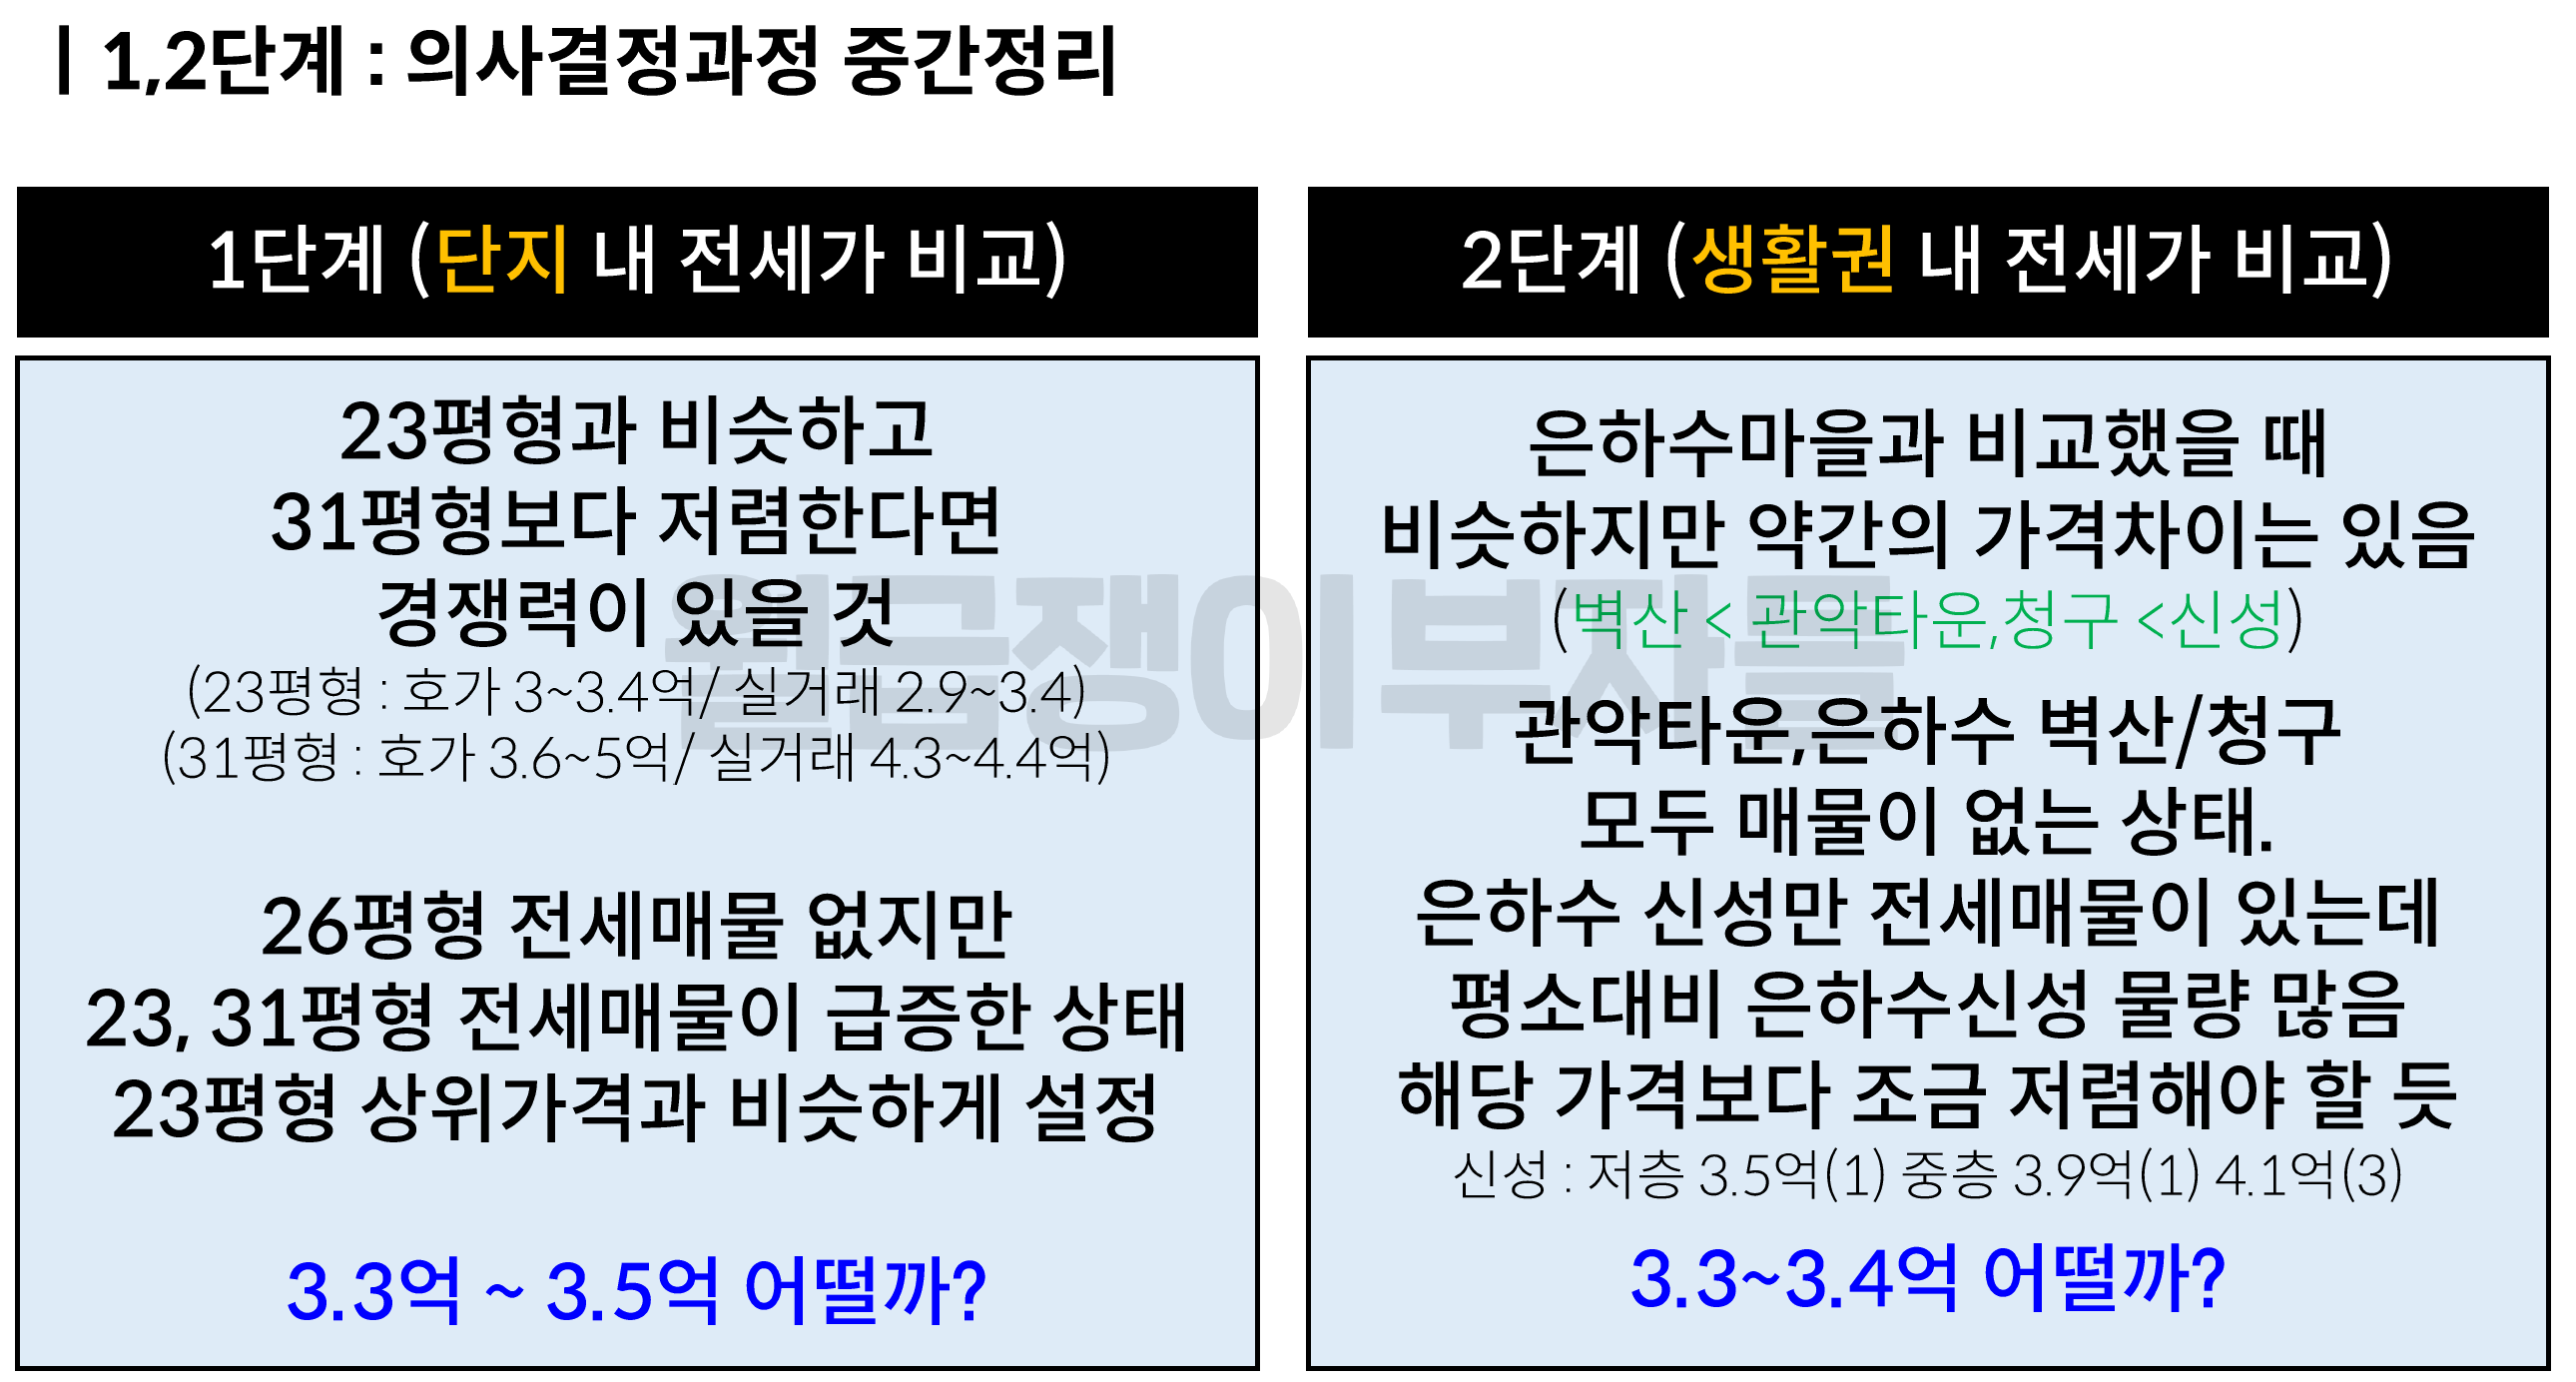 | 1,2단계 : 의사결정과정 중간정리
1단계 (단지 내 전세가 비교)
23평형과 비슷하고
31평형보다 저렴한다면
경쟁력이 있을 것
(23평형 : 호가 3~3.4억/ 실거래 2.9~3.4)
(31평형 : 호가 3.6~5억/ 실거래 4.3~4.4억)
26평형 전세매물 없지만
23, 31평형 전세매물이 급증한 상태
23평형 상위가격과 비슷하게 설정
3.3억 ~ 3.5억 어떨까?
2단계 (생활권 내 전세가 비교)
은하수마을과 비교했을 때
비슷하지만 약간의 가격차이는 있음
(벽산 < 관악타운,청구 <신성)
관악타운,은하수 벽산/청구
모두 매물이 없는 상태.
은하수 신성만 전세매물이 있는데
평소대비 은하수신성 물량 많음
해당 가격보다 조금 저렴해야 할 듯
신성 : 저층 3.5억(1) 중층 3.9억(1) 4.1억(3)
3.3~3.4억 어떨까?
월급쟁이부자들